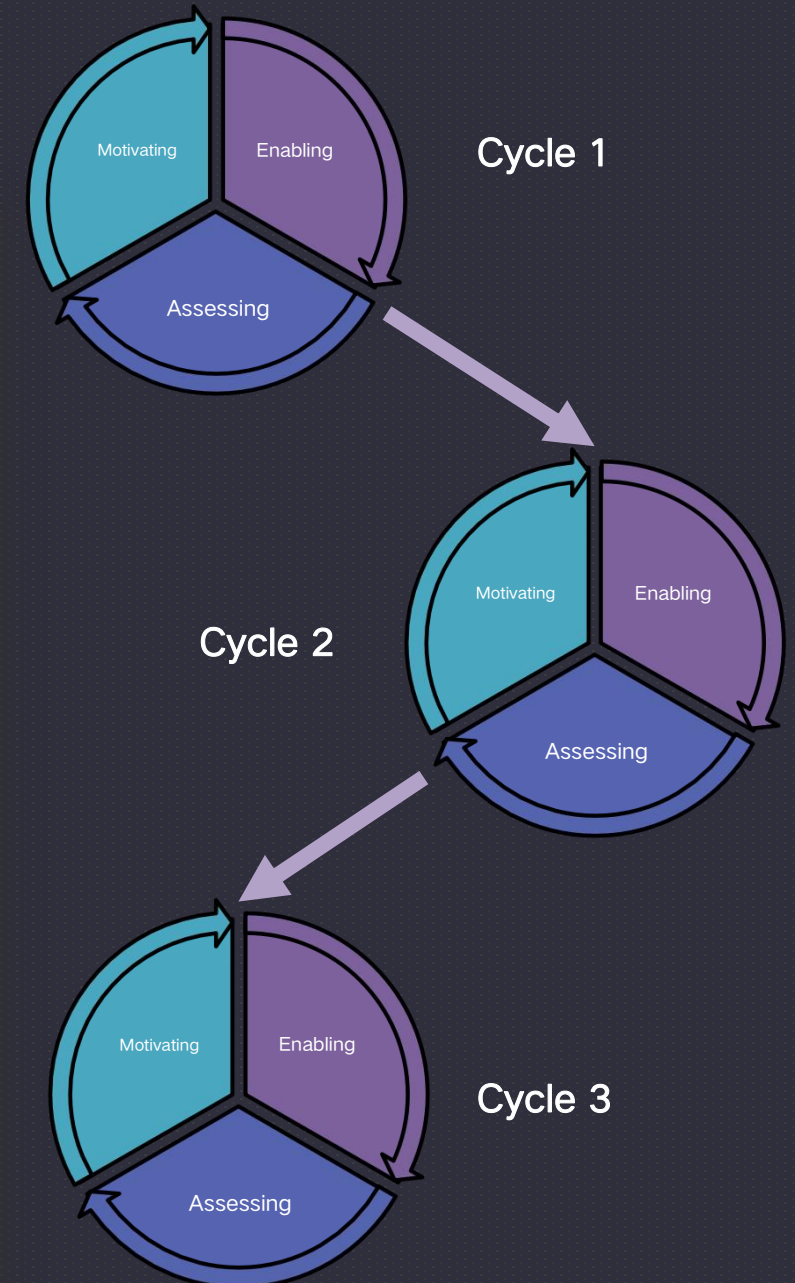 Motivating
Enabling
Cycle 1
Assessing
Motivating
Enabling
Cycle 2
Assessing
Motivating
Enabling
Cycle 3
Assessing